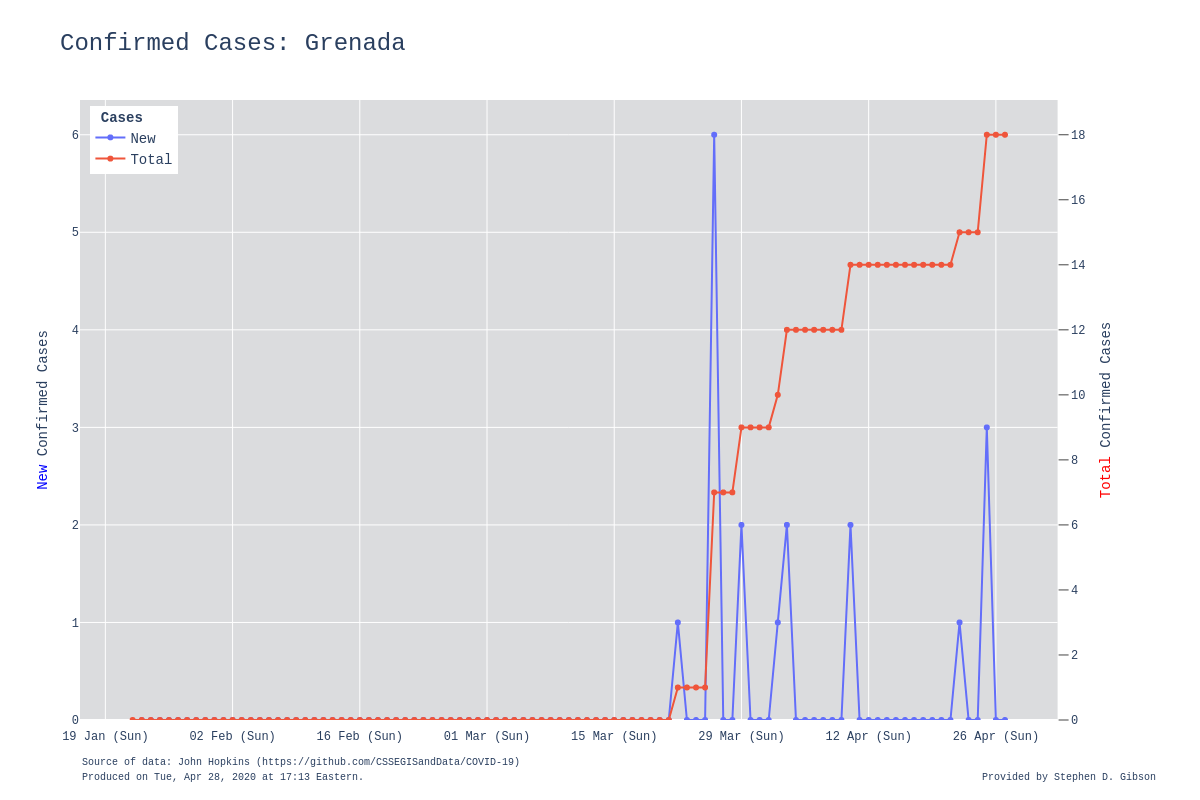 Confirmed Cases: Grenada
Cases
New
Total
6
5
4
3
2
1
0
New Confirmed Cases
18
16
14
12
10
8
6
4
2
0
Total Confirmed Cases
19 Jan (Sun) 02 Feb (Sun) 16 Feb (Sun) 01 Mar (Sun) 15 Mar (Sun) 29 Mar (Sun) 12 Apr (Sun) 26 Apr (Sun)
Source of data: John Hopkins (https://github.com/CSSEGISandData/COVID-19)
Produced on Tue, Apr 28, 2020 at 17:13 Eastern.
Provided by Stephen D. Gibson